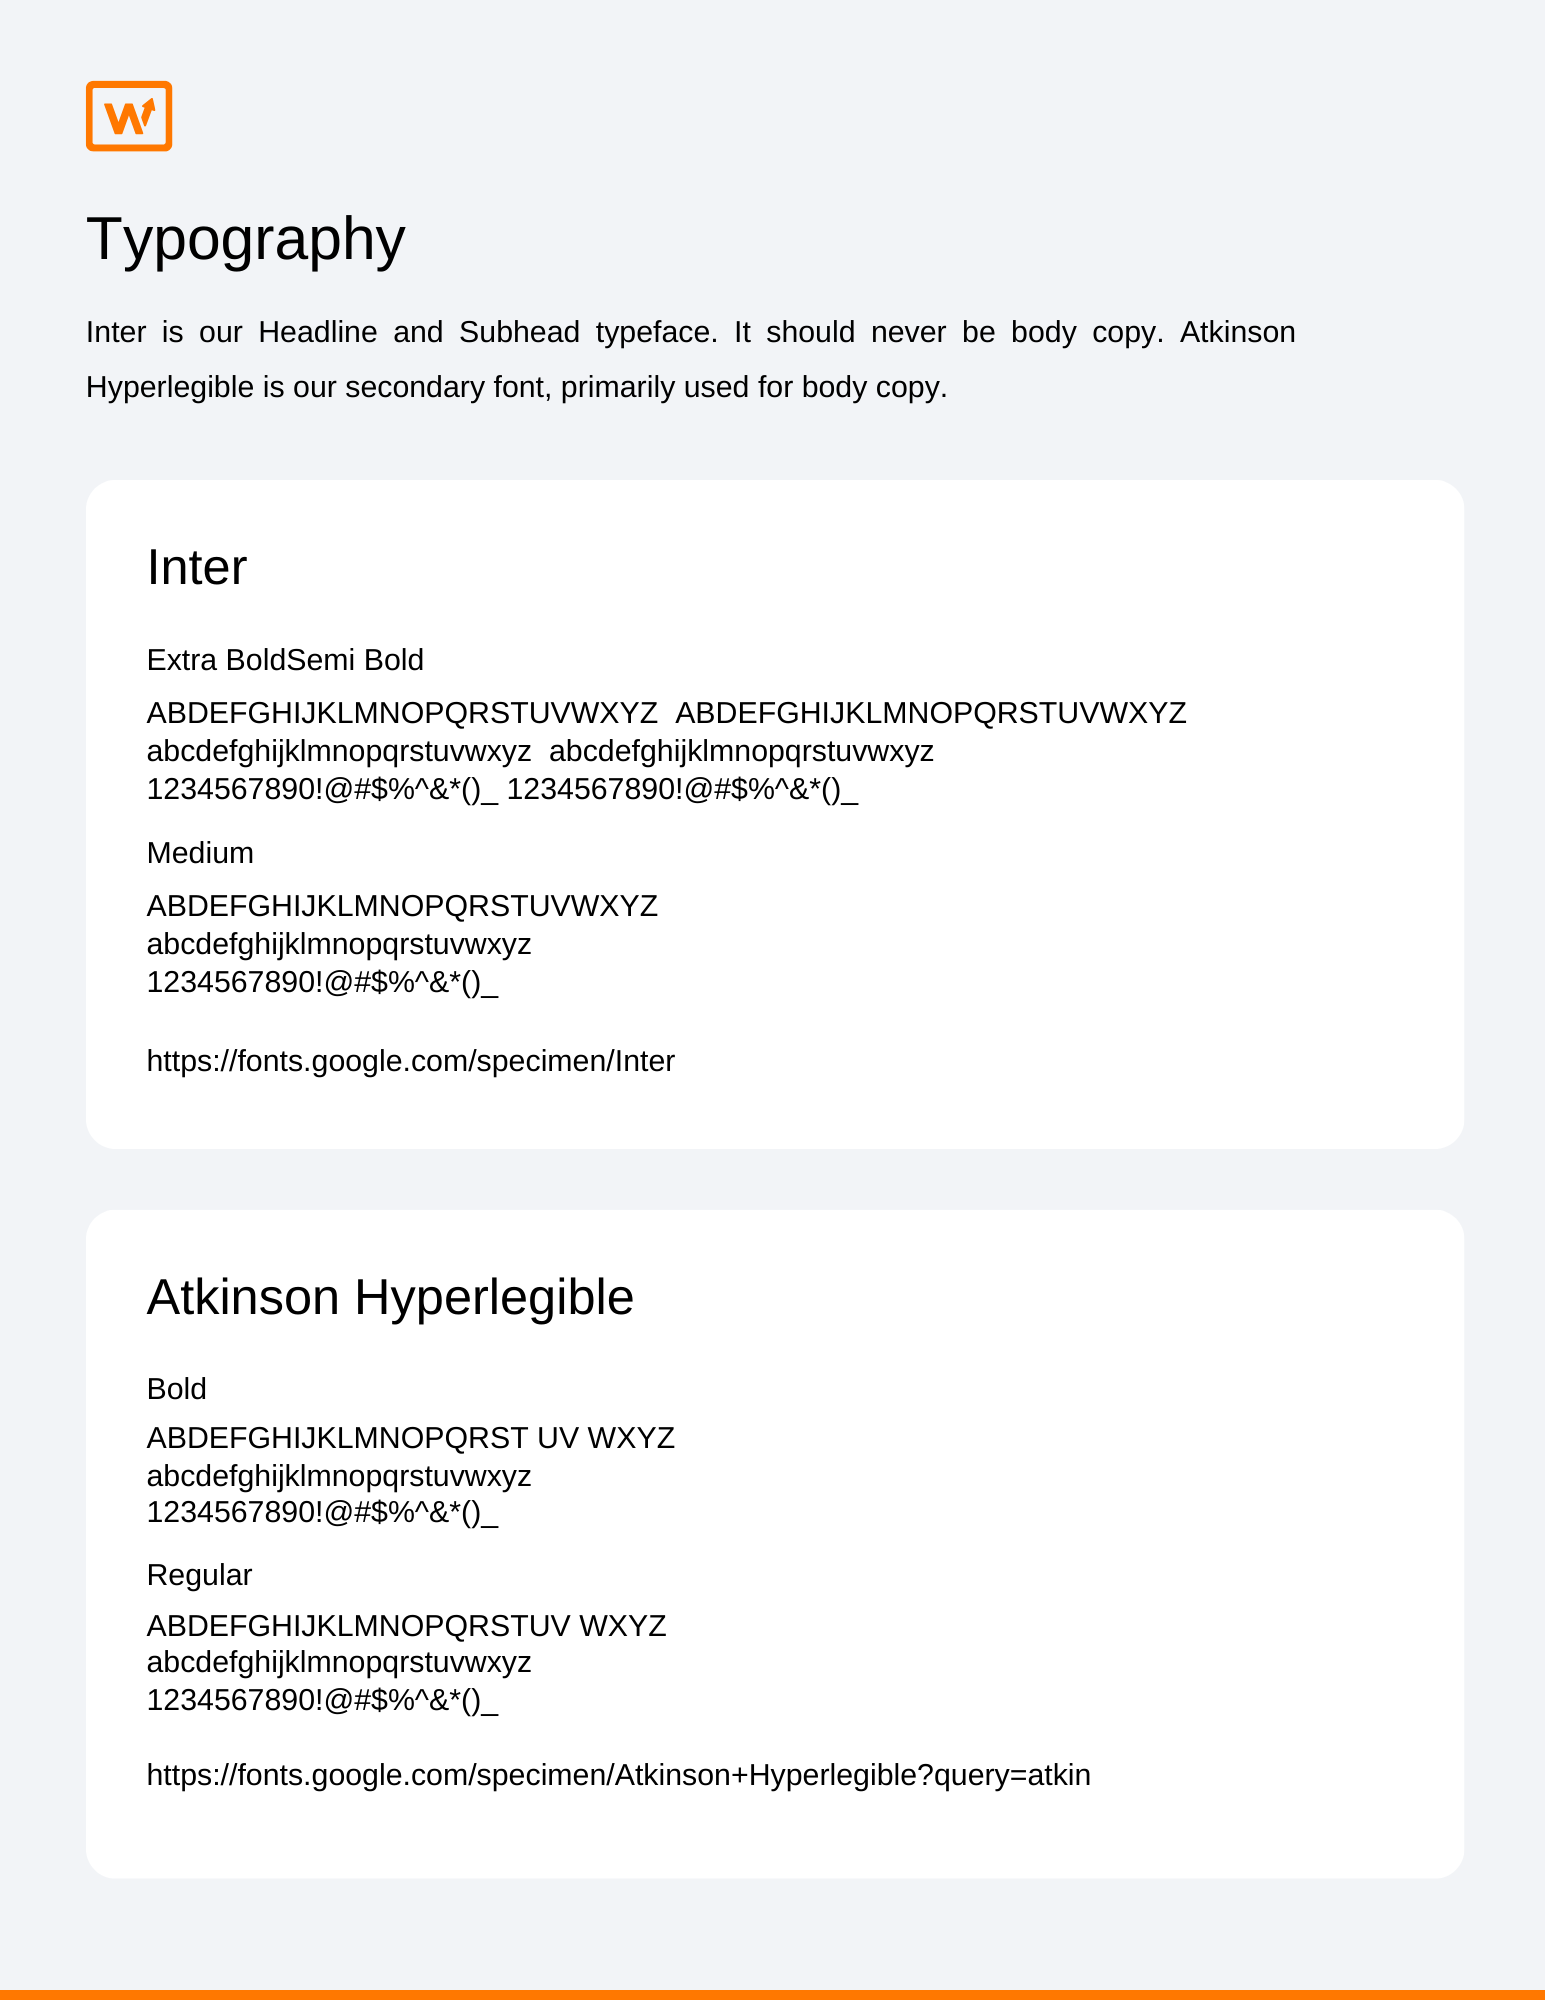 W
Typography
Inter is our Headline and Subhead typeface. It should never be body copy. Atkinson
Hyperlegible is our secondary font, primarily used for body copy.
Inter
Extra BoldSemi Bold
ABDEFGHIJKLMNOPQRSTUVWXYZ ABDEFGHIJKLMNOPQRSTUVWXYZ
abcdefghijklmnopqrstuvwxyz abcdefghijklmnopqrstuvwxyz
1234567890!@#$%^&*()_ 1234567890!@#$%^&*()_
Medium
ABDEFGHIJKLMNOPQRSTUVWXYZ
abcdefghijklmnopqrstuvwxyz
1234567890!@#$%^&*()_
https://fonts.google.com/specimen/Inter
Atkinson Hyperlegible
Bold
ABDEFGHIJKLMNOPQRST UV WXYZ
abcdefghijklmnopqrstuvwxyz
1234567890!@#$%^&*()_
Regular
ABDEFGHIJKLMNOPQRSTUV WXYZ
abcdefghijklmnopqrstuvwxyz
1234567890!@#$%^&*()_
https://fonts.google.com/specimen/Atkinson+Hyperlegible?query=atkin